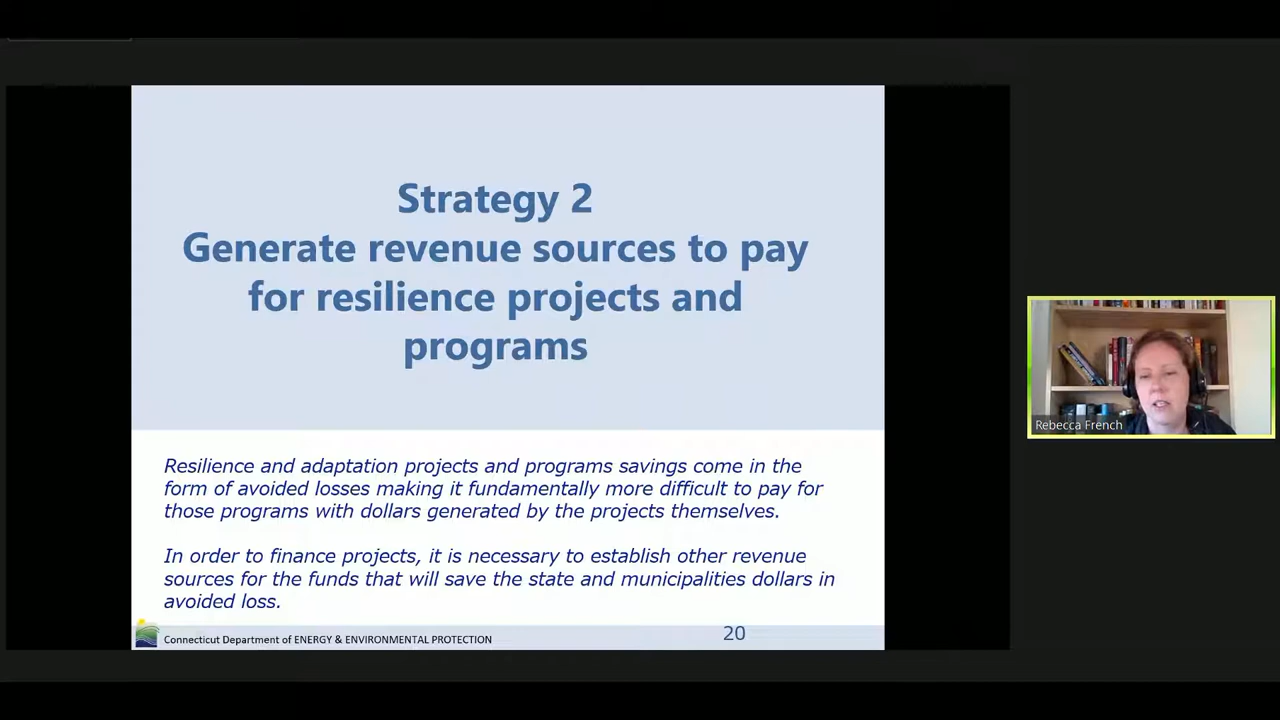 Strategy 2
Generate revenue sources to pay
for resilience projects and
programs
Resilience and adaptation projects and programs savings come in the
form of avoided losses making it fundamentally more difficult to pay for
those programs with dollars generated by the projects themselves.
In order to finance projects, it is necessary to establish other revenue
sources for the funds that will save the state and municipalities dollars in
avoided loss.
Connecticut Department of ENERGY & ENVIRONMENTAL PROTECTION
20
Rebecca French